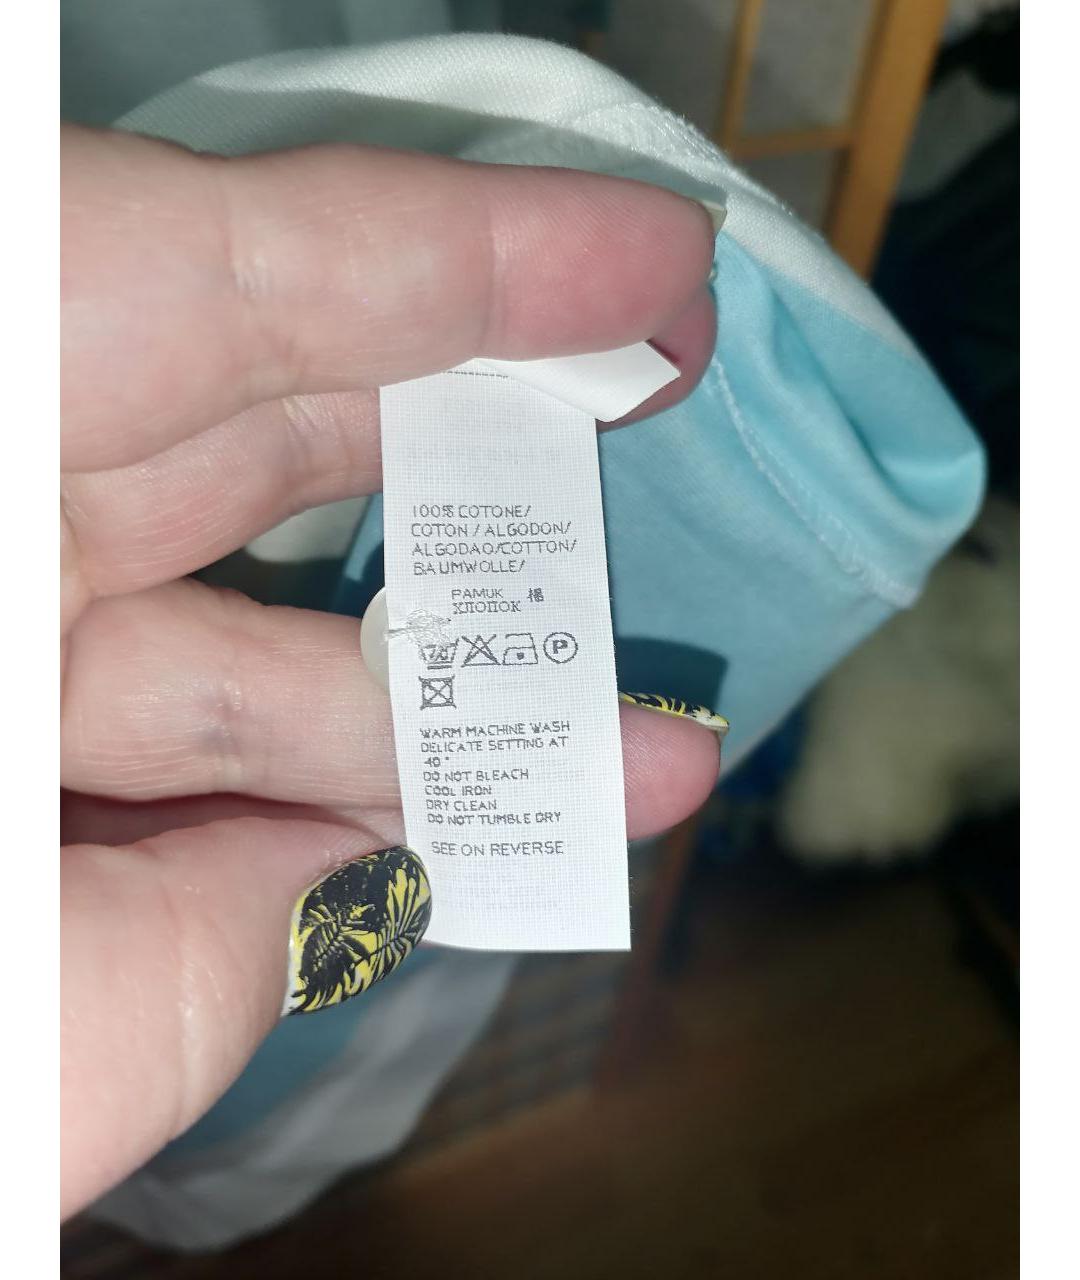 100% COTONE/
COTON / ALGODON/
ALGODAO/COTTON/
BAUMWOLLE/
PAMUK 棉
ХЛОПОК
P
WARM MACHINE WASH
DELICATE SETTING AT
40°
DO NOT BLEACH
COOL IRON
DRY CLEAN
DO NOT TUMBLE DRY
SEE ON REVERSE